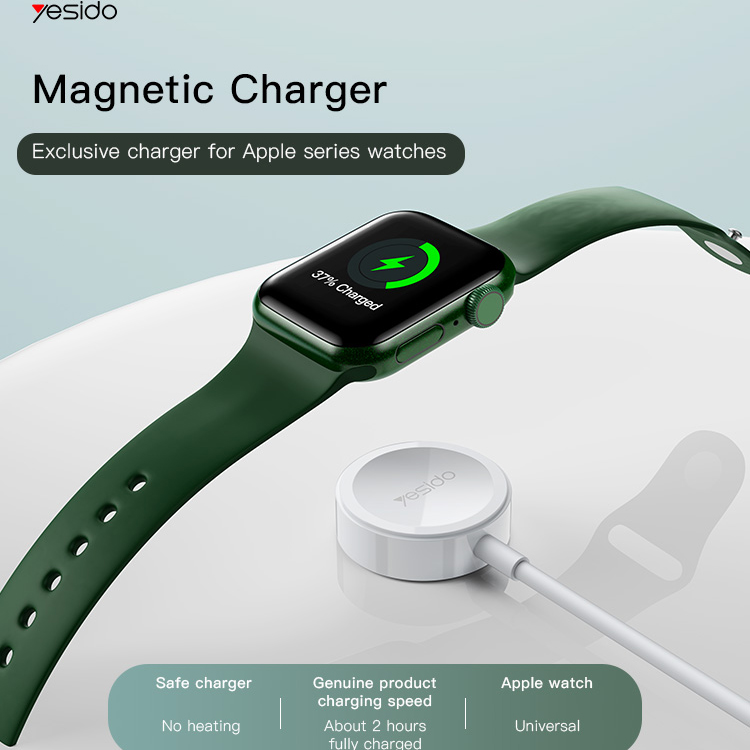 yesido
Magnetic Charger
Exclusive charger for Apple series watches
37% Charged
yesido
Safe charger
No heating
Genuine product
charging speed
About 2 hours
fully charged
Apple watch
Universal